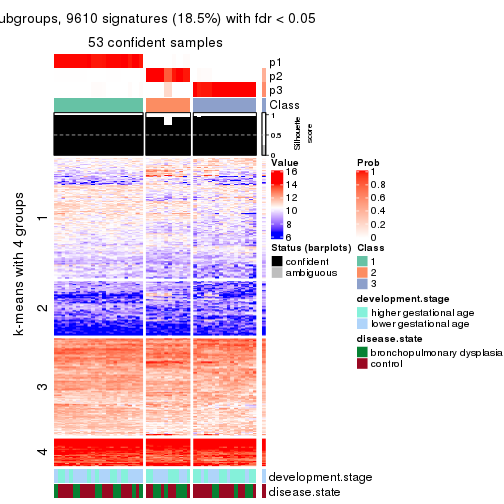 ubgroups, 9610 signatures (18.5%) with fdr < 0.05
53 confident samples
p1
p2
p3
Class
1
0.5
0
Silhouette
score
k-means with 4 groups
1
2
3
4
development.stage
disease.state
Value
16
14
12
10
8
6
Prob
1
0.8
0.6
0.4
0.2
0
Status (barplots)
confident
ambiguous
Class
1
2
3
development.stage
higher gestational age
lower gestational age
disease.state
bronchopulmonary dysplasia
control